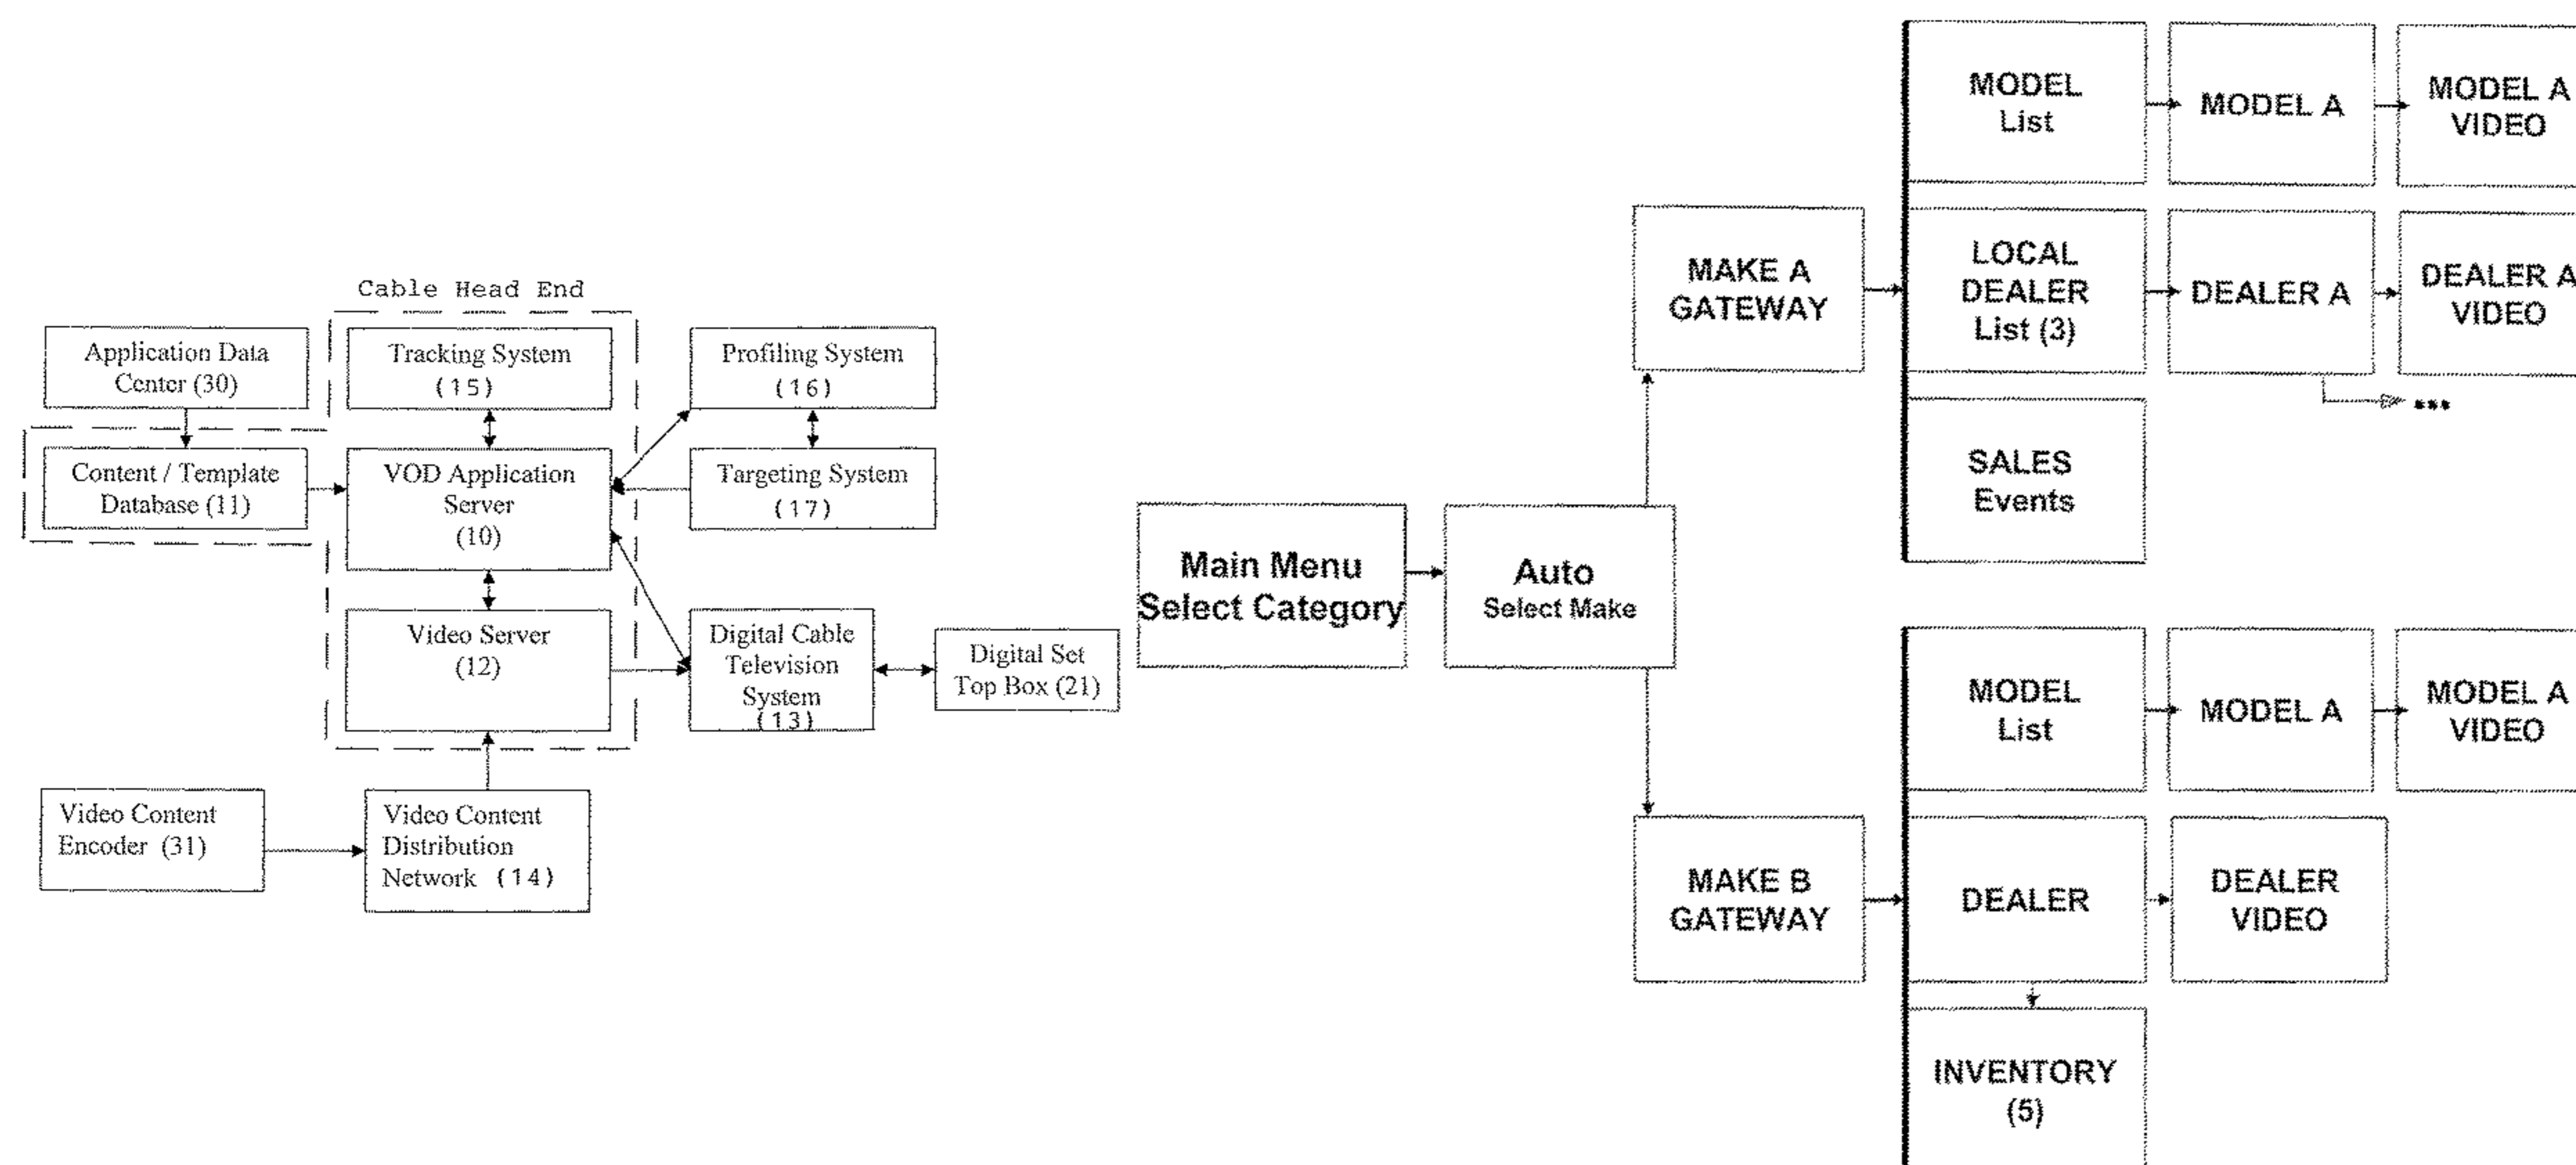 Cable Head End
Application Data
Center (30)
Tracking System
(15)
Profiling System
(16)
Content / Template
Database (11)
VOD Application
Server
(10)
Targeting System
(17)
Video Server
(12)
Digital Cable
Television
System
(13)
Digital Set
Top Box (21)
Video Content
Encoder (31)
Video Content
Distribution
Network (14)
Main Menu
Select Category
Auto
Select Make
MAKE A
GATEWAY
MODEL
List
MODEL A
MODEL A
VIDEO
LOCAL
DEALER
List (3)
DEALER A
DEALER A
VIDEO
•••
SALES
Events
MAKE B
GATEWAY
MODEL
List
MODEL A
MODEL A
VIDEO
DEALER
DEALER
VIDEO
INVENTORY
(5)